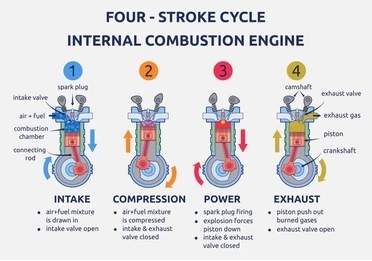 FOUR - STROKE CYCLE
INTERNAL COMBUSTION ENGINE
1
2
3
4
spark plug
intake valve
air + fuel
combustion
chamber
connecting
rod
camshaft
exhaust valve
exhaust gas
piston
crankshaft
INTAKE
• air+fuel mixture
is drawn in
• intake valve open
COMPRESSION
• air+fuel mixture
is compressed
• intake & exhaust
valve closed
POWER
• spark plug firing
• explosion forces
piston down
• intake & exhaust
valve closed
EXHAUST
• piston push out
burned gases
• exhaust valve open